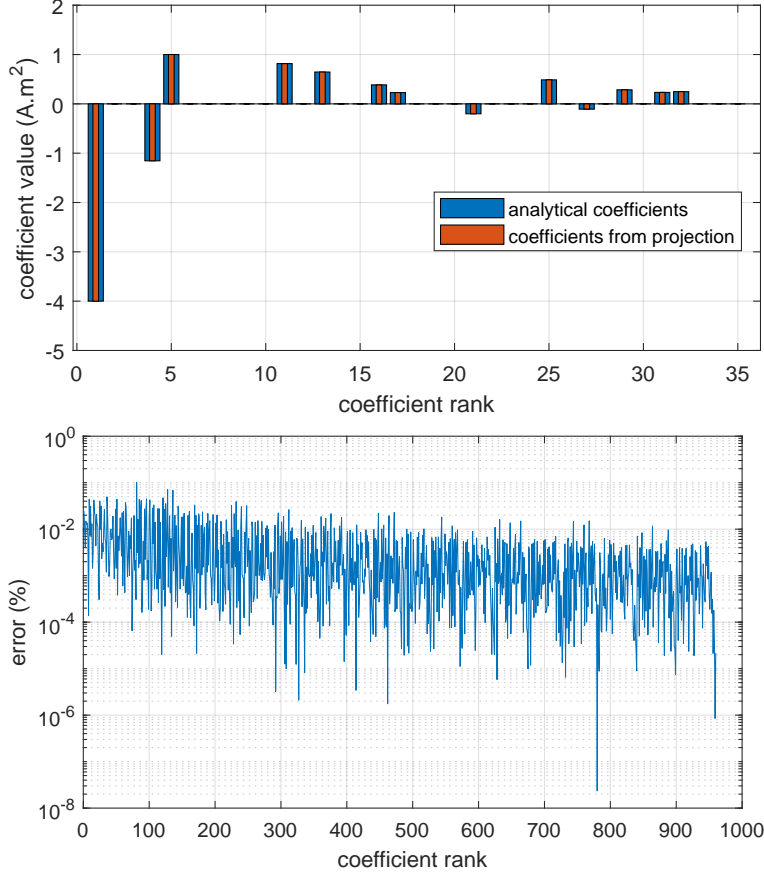 2
1
0
-1
-2
-3
-4
-5
coefficient value (A.m²)
analytical coefficients
coefficients from projection
0 5 10 15 20 25 30 35
coefficient rank
10⁰
10⁻²
10⁻⁴
10⁻⁶
10⁻⁸
error (%)
0 100 200 300 400 500 600 700 800 900 1000
coefficient rank